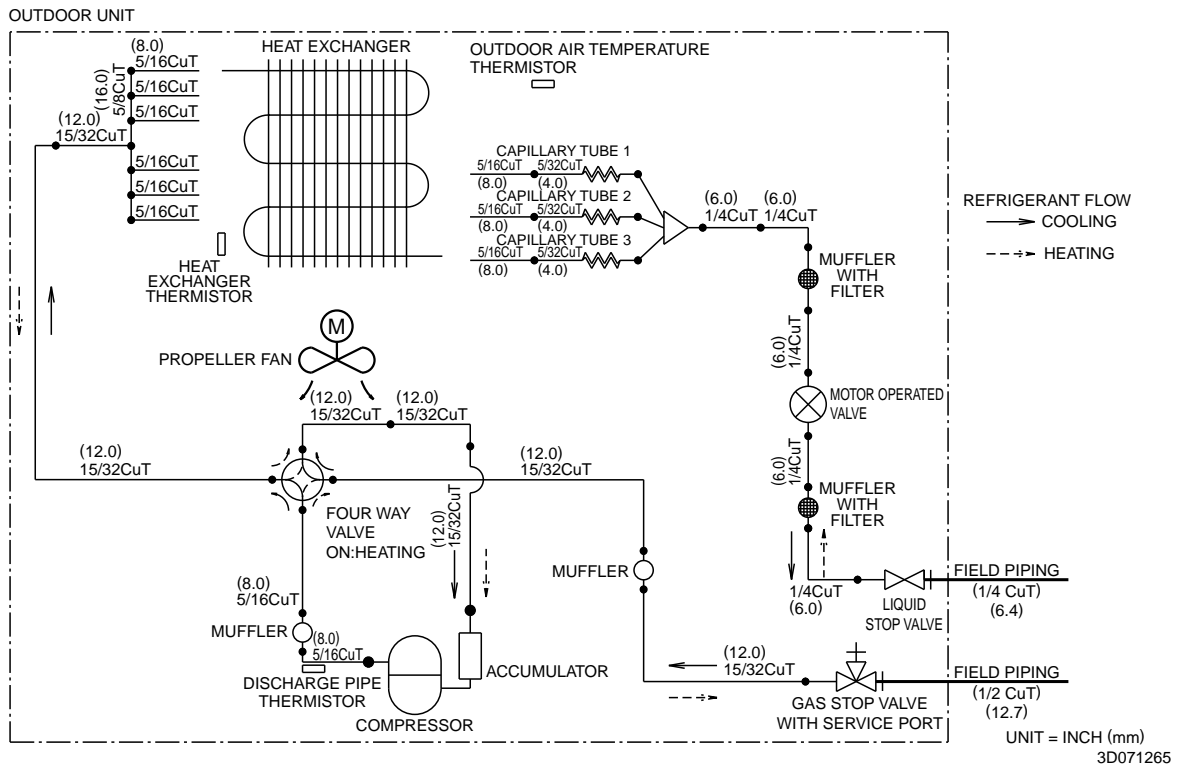 OUTDOOR UNIT
HEAT EXCHANGER
OUTDOOR AIR TEMPERATURE
THERMISTOR
(8.0)
5/16CuT
5/16CuT
5/16CuT
(16.0)
5/8CuT
(12.0)
15/32CuT
5/16CuT
5/16CuT
5/16CuT
HEAT
EXCHANGER
THERMISTOR
CAPILLARY TUBE 1
5/16CuT 5/32CuT
(8.0) (4.0)
CAPILLARY TUBE 2
5/16CuT 5/32CuT
(8.0) (4.0)
CAPILLARY TUBE 3
5/16CuT 5/32CuT
(8.0) (4.0)
(6.0) (6.0)
1/4CuT 1/4CuT
MUFFLER
WITH
FILTER
REFRIGERANT FLOW
COOLING
HEATING
M
PROPELLER FAN
(6.0)
1/4CuT
MOTOR OPERATED
VALVE
(12.0) (12.0)
15/32CuT 15/32CuT
(12.0)
15/32CuT
(12.0)
15/32CuT
(6.0)
1/4CuT
MUFFLER
WITH
FILTER
FOUR WAY
VALVE
ON:HEATING
(12.0)
15/32CuT
MUFFLER
(8.0)
5/16CuT
MUFFLER
(8.0)
5/16CuT
DISCHARGE PIPE
THERMISTOR
COMPRESSOR
ACCUMULATOR
1/4CuT
(6.0)
LIQUID
STOP VALVE
FIELD PIPING
(1/4 CuT)
(6.4)
(12.0)
15/32CuT
GAS STOP VALVE
WITH SERVICE PORT
FIELD PIPING
(1/2 CuT)
(12.7)
UNIT = INCH (mm)
3D071265